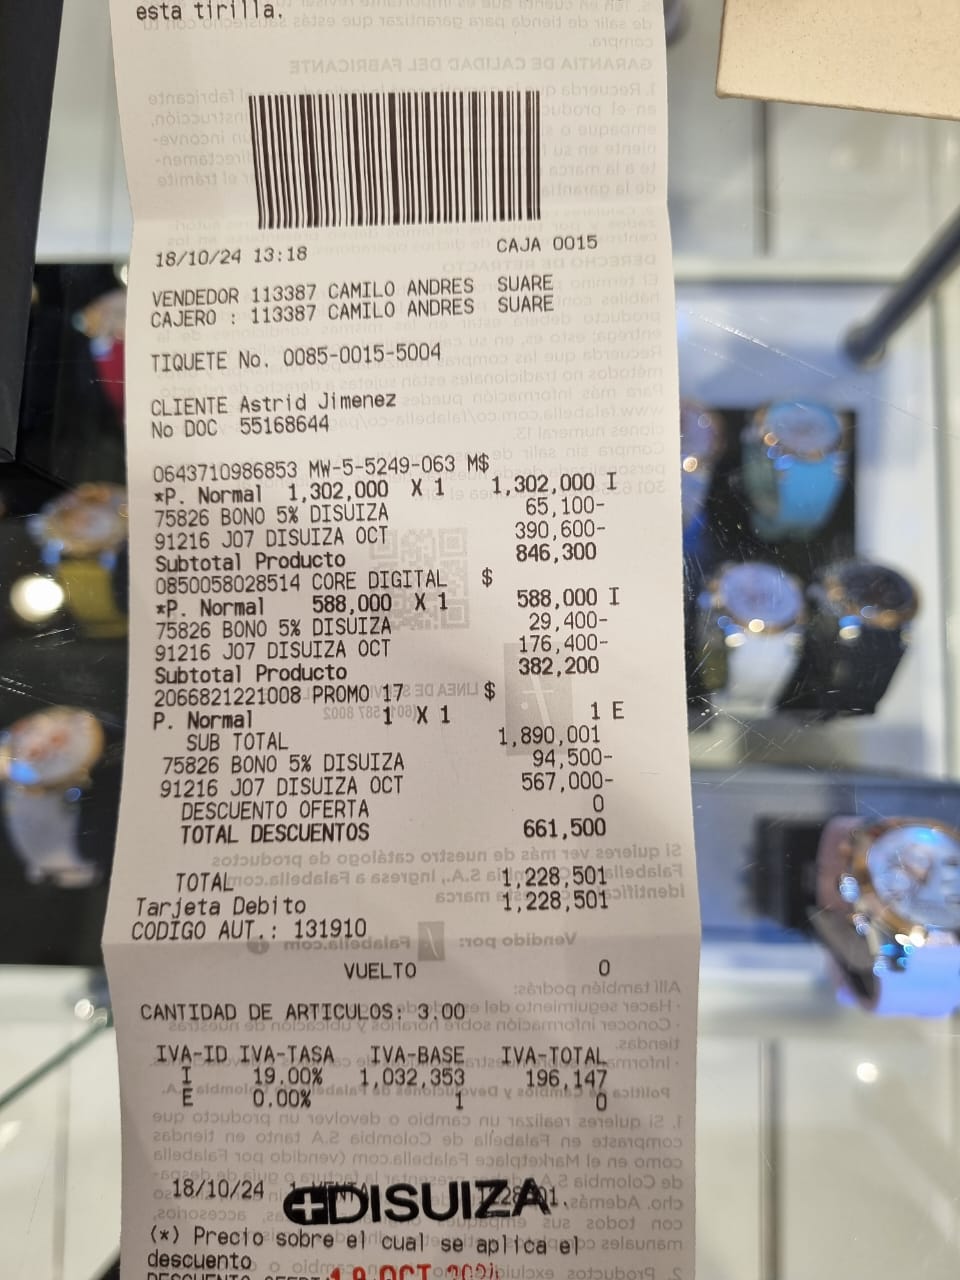 esta tirilla.
18/10/24 13:18 CAJA 0015
VENDEDOR 113387 CAMILO ANDRES SUARE
CAJERO : 113387 CAMILO ANDRES SUARE
TIQUETE No. 0085-0015-5004
CLIENTE Astrid Jimenez
No DOC 55168644
0643710986853 MW-5-5249-063 M$
*P. Normal 1,302,000 X 1 1,302,000 I
75826 BONO 5% DISUIZA 65,100-
91216 J07 DISUIZA OCT 390,600-
Subtotal Producto 846,300
0850058028514 CORE DIGITAL $
*P. Normal 588,000 X 1 588,000 I
75826 BONO 5% DISUIZA 29,400-
91216 J07 DISUIZA OCT 176,400-
Subtotal Producto 382,200
2066821221008 PROMO 17 $
P. Normal 1 X 1 1 E
SUB TOTAL 1,890,001
75826 BONO 5% DISUIZA 94,500-
91216 J07 DISUIZA OCT 567,000-
DESCUENTO OFERTA 0
TOTAL DESCUENTOS 661,500
TOTAL 1,228,501
Tarjeta Debito 1,228,501
CODIGO AUT.: 131910
VUELTO 0
CANTIDAD DE ARTICULOS: 3.00
IVA-ID IVA-TASA IVA-BASE IVA-TOTAL
I 19.00% 1,032,353 196,147
E 0.00% 1 0
18/10/24
DISUIZA
(*) Precio sobre el cual se aplica el
descuento